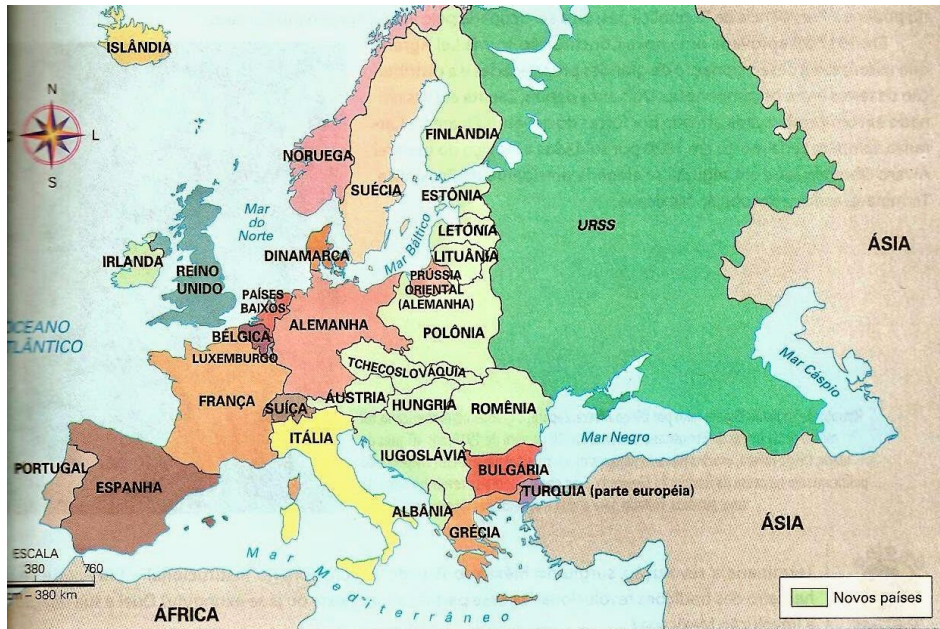 ISLÂNDIA
N
L
S
NORUEGA
SUÉCIA
FINLÂNDIA
ESTÔNIA
LETÔNIA
LITUÂNIA
URSS
ÁSIA
Mar
do
Norte
Mar Báltico
DINAMARCA
IRLANDA
REINO
UNIDO
PRÚSSIA
ORIENTAL
(ALEMANHA)
PAÍSES
BAIXOS
ALEMANHA
POLÔNIA
OCEANO
ATLÂNTICO
BÉLGICA
LUXEMBURGO
TCHECOSLOVÁQUIA
Mar Cáspio
FRANÇA
SUÍÇA
ÁUSTRIA
HUNGRIA
ROMÊNIA
ITÁLIA
Mar Negro
IUGOSLÁVIA
BULGÁRIA
PORTUGAL
ESPANHA
TURQUIA (parte européia)
ALBÂNIA
GRÉCIA
ÁSIA
ESCALA
380 760
– 380 km
Mar Mediterrâneo
ÁFRICA
Novos países